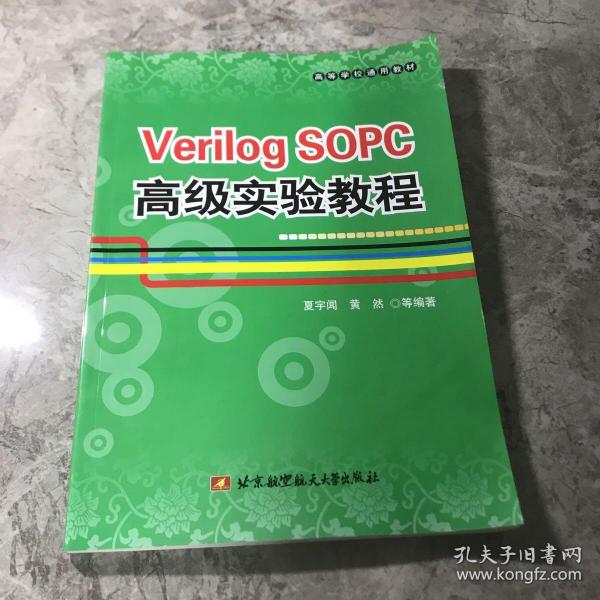 高等学校通用教材
Verilog SOPC
高级实验教程
夏宇闻 黄 然 ◎等编著
北京航空航天大学出版社
孔夫子旧书网
www.kongfz.com